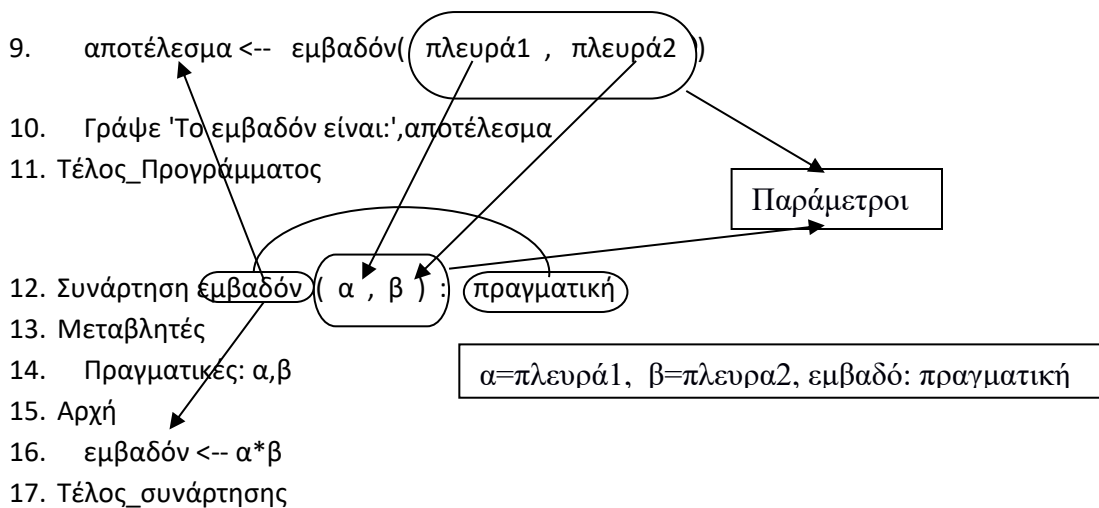 9. αποτέλεσμα <-- εμβαδόν( πλευρά1 , πλευρά2 )
10. Γράψε 'Το εμβαδόν είναι:',αποτέλεσμα
11. Τέλος_Προγράμματος
Παράμετροι
12. Συνάρτηση εμβαδόν ( α , β ) : πραγματική
13. Μεταβλητές
14. Πραγματικές: α,β
α=πλευρά1, β=πλευρα2, εμβαδό: πραγματική
15. Αρχή
16. εμβαδόν <-- α*β
17. Τέλος_συνάρτησης